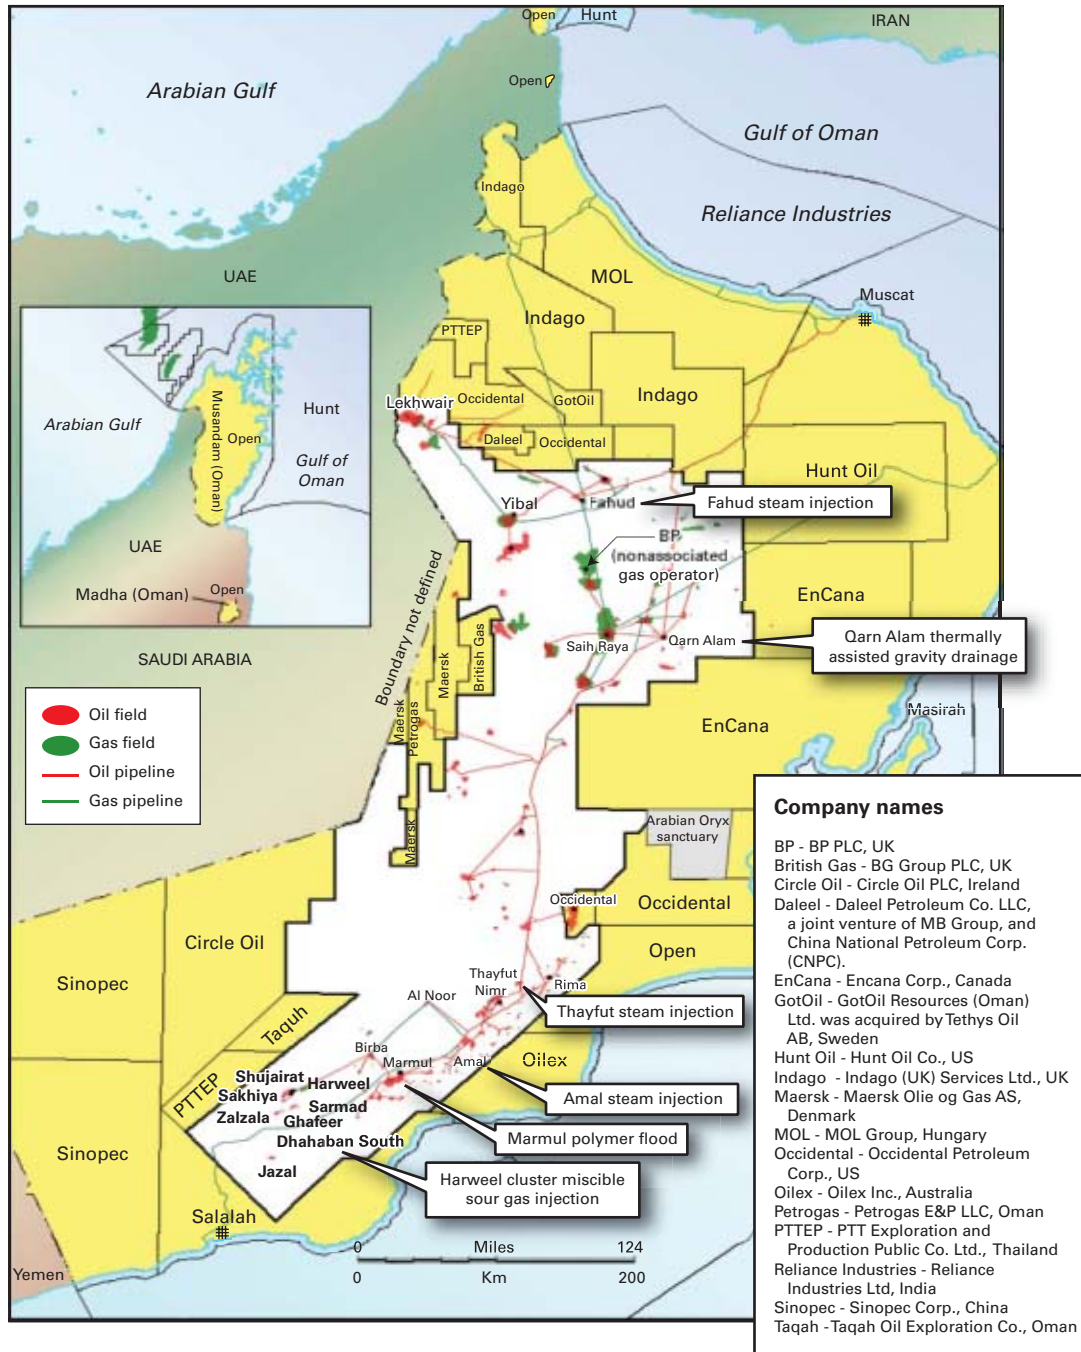 Open
Hunt
IRAN
Arabian Gulf
Open
Gulf of Oman
Indago
Reliance Industries
UAE
MOL
Muscat
Indago
PTTEP
Arabian Gulf
Musandam (Oman)
Open
Hunt
Gulf of
Oman
UAE
Madha (Oman)
Open
Lekhwair
Occidental
GotOil
Indago
Daleel
Occidental
Hunt Oil
Yibal
Fahud
Fahud steam injection
BP
(nonassociated
gas operator)
EnCana
Boundary not defined
British Gas
Maersk
Saih Raya
Qarn Alam
Qarn Alam thermally
assisted gravity drainage
SAUDI ARABIA
Oil field
Gas field
Oil pipeline
Gas pipeline
Maersk
Petrogas
EnCana
Masirah
Maersk
Arabian Oryx
sanctuary
Occidental
Occidental
Circle Oil
Open
Sinopec
Thayfut
Nimr
Rima
Al Noor
Thayfut steam injection
Taquh
Birba
Marmul
Amal
Oilex
PTTEP
Shujairat
Harweel
Sakhiya
Amal steam injection
Zalzala
Sarmad
Ghafeer
Marmul polymer flood
Dhahaban South
Sinopec
Jazal
Harweel cluster miscible
sour gas injection
Salalah
Yemen
0 Miles 124
0 Km 200
Company names
BP - BP PLC, UK
British Gas - BG Group PLC, UK
Circle Oil - Circle Oil PLC, Ireland
Daleel - Daleel Petroleum Co. LLC,
a joint venture of MB Group, and
China National Petroleum Corp.
(CNPC).
EnCana - Encana Corp., Canada
GotOil - GotOil Resources (Oman)
Ltd. was acquired by Tethys Oil
AB, Sweden
Hunt Oil - Hunt Oil Co., US
Indago - Indago (UK) Services Ltd., UK
Maersk - Maersk Olie og Gas AS,
Denmark
MOL - MOL Group, Hungary
Occidental - Occidental Petroleum
Corp., US
Oilex - Oilex Inc., Australia
Petrogas - Petrogas E&P LLC, Oman
PTTEP - PTT Exploration and
Production Public Co. Ltd., Thailand
Reliance Industries - Reliance
Industries Ltd, India
Sinopec - Sinopec Corp., China
Taqah - Taqah Oil Exploration Co., Oman